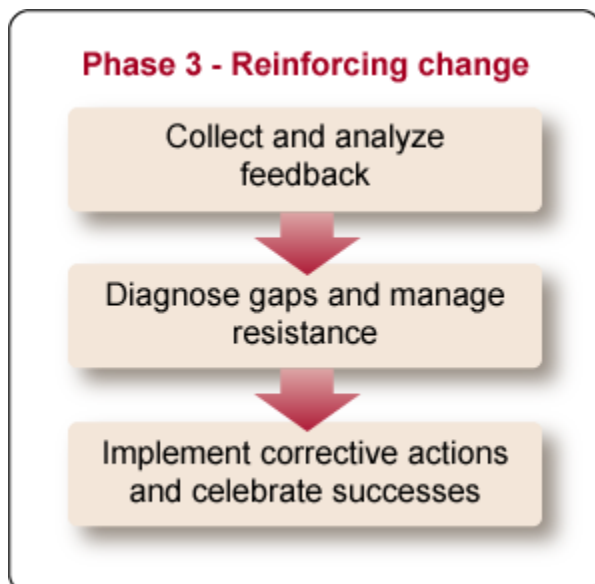 Phase 3 - Reinforcing change
Collect and analyze
feedback
Diagnose gaps and manage
resistance
Implement corrective actions
and celebrate successes